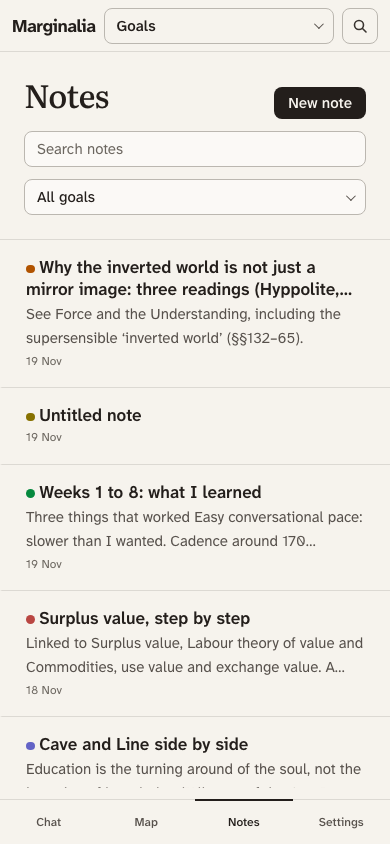 Marginalia
Goals
Notes
New note
Search notes
All goals
Why the inverted world is not just a
mirror image: three readings (Hyppolite,...
See Force and the Understanding, including the
supersensible ‘inverted world’ (§§132–65).
19 Nov
Untitled note
19 Nov
Weeks 1 to 8: what I learned
Three things that worked Easy conversational pace:
slower than I wanted. Cadence around 170...
19 Nov
Surplus value, step by step
Linked to Surplus value, Labour theory of value and
Commodities, use value and exchange value. A...
18 Nov
Cave and Line side by side
Education is the turning around of the soul, not the
Chat
Map
Notes
Settings